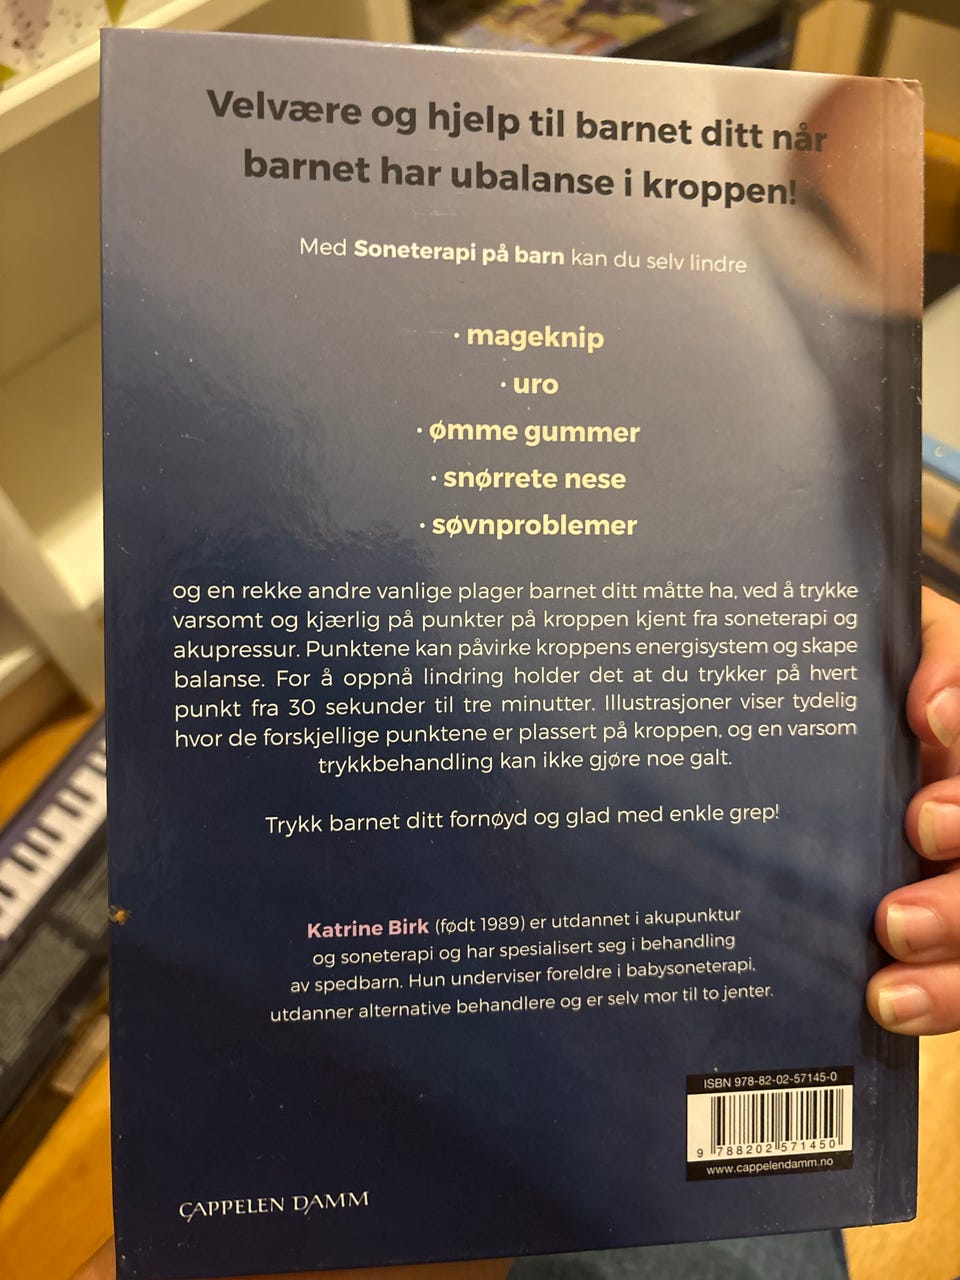 Velvære og hjelp til barnet ditt når
barnet har ubalanse i kroppen!
Med Soneterapi på barn kan du selv lindre
· mageknip
· uro
· ømme gummer
· snørrete nese
· søvnproblemer
og en rekke andre vanlige plager barnet ditt måtte ha, ved å trykke
varsomt og kjærlig på punkter på kroppen kjent fra soneterapi og
akupressur. Punktene kan påvirke kroppens energisystem og skape
balanse. For å oppnå lindring holder det at du trykker på hvert
punkt fra 30 sekunder til tre minutter. Illustrasjoner viser tydelig
hvor de forskjellige punktene er plassert på kroppen, og en varsom
trykkbehandling kan ikke gjøre noe galt.
Trykk barnet ditt fornøyd og glad med enkle grep!
Katrine Birk (født 1989) er utdannet i akupunktur
og soneterapi og har spesialisert seg i behandling
av spedbarn. Hun underviser foreldre i babysoneterapi,
utdanner alternative behandlere og er selv mor til to jenter.
ISBN 978-82-02-57145-0
9 788202 571450
www.cappelendamm.no
CAPPELEN DAMM